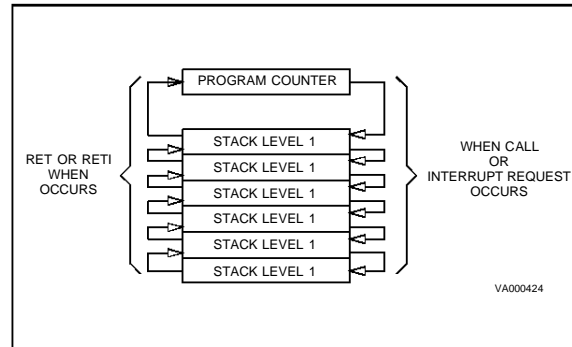 PROGRAM COUNTER
STACK LEVEL 1
STACK LEVEL 1
STACK LEVEL 1
STACK LEVEL 1
STACK LEVEL 1
STACK LEVEL 1
RET OR RETI
WHEN
OCCURS
WHEN CALL
OR
INTERRUPT REQUEST
OCCURS
VA000424